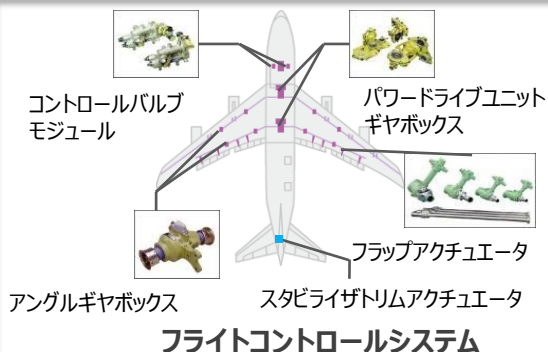 コントロールバルブ
モジュール
パワードライブユニット
ギヤボックス
フラップアクチュエータ
アングルギヤボックス
スタビライザトリムアクチュエータ
フライトコントロールシステム